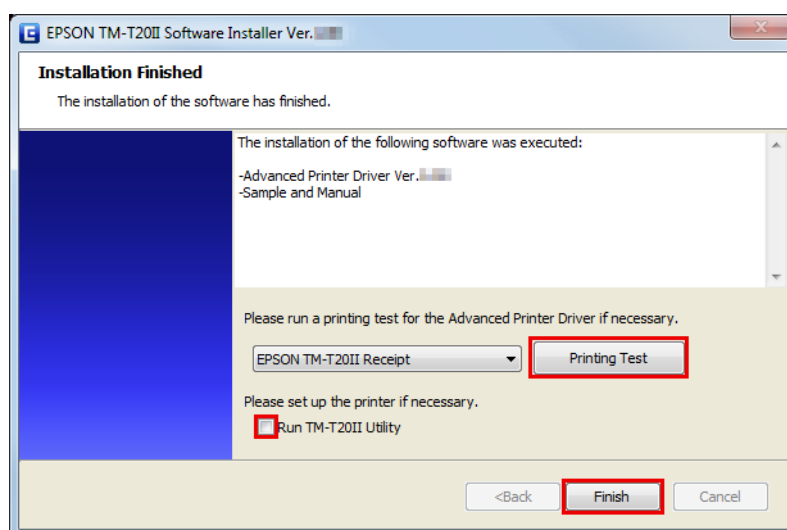 EPSON TM-T20II Software Installer Ver.
Installation Finished
The installation of the software has finished.
The installation of the following software was executed:
-Advanced Printer Driver Ver.
-Sample and Manual
Please run a printing test for the Advanced Printer Driver if necessary.
EPSON TM-T20II Receipt
Printing Test
Please set up the printer if necessary.
Run TM-T20II Utility
<Back
Finish
Cancel